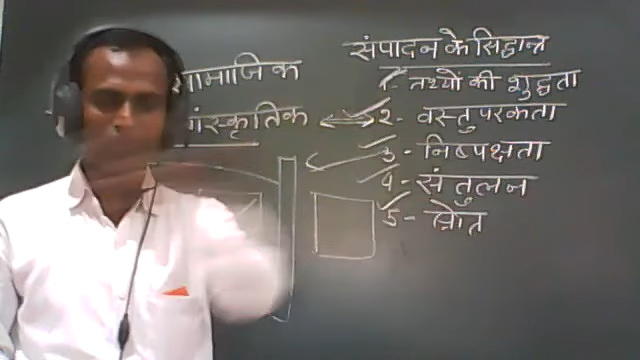 सामाजिक
सांस्कृतिक
संपादन के सिद्धान्त
1- तथ्यों की शुद्धता
2- वस्तुपरकता
3- निष्पक्षता
4- संतुलन
5- स्रोत